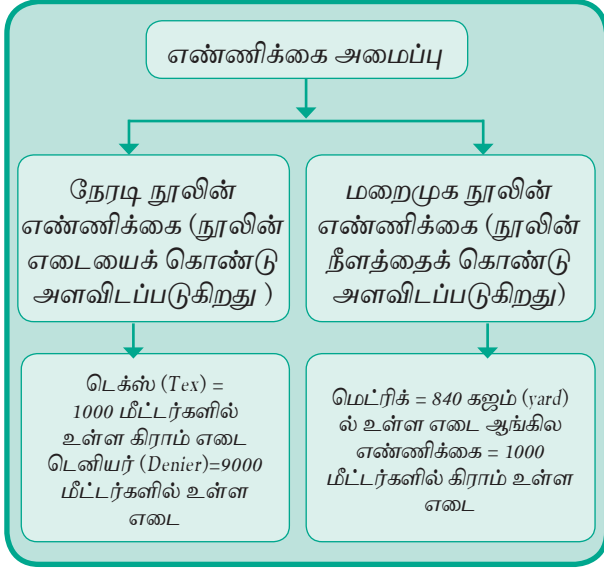 எண்ணிக்கை அமைப்பு
நேரடி நூலின்
எண்ணிக்கை (நூலின்
எடையைக் கொண்டு
அளவிடப்படுகிறது )
மறைமுக நூலின்
எண்ணிக்கை (நூலின்
நீளத்தைக் கொண்டு
அளவிடப்படுகிறது)
டெக்ஸ் (Tex) =
1000 மீட்டர்களில்
உள்ள கிராம் எடை
டெனியர் (Denier)=9000
மீட்டர்களில் உள்ள
எடை
மெட்ரிக் = 840 கஜம் (yard)
ல் உள்ள எடை ஆங்கில
எண்ணிக்கை = 1000
மீட்டர்களில் கிராம் உள்ள
எடை